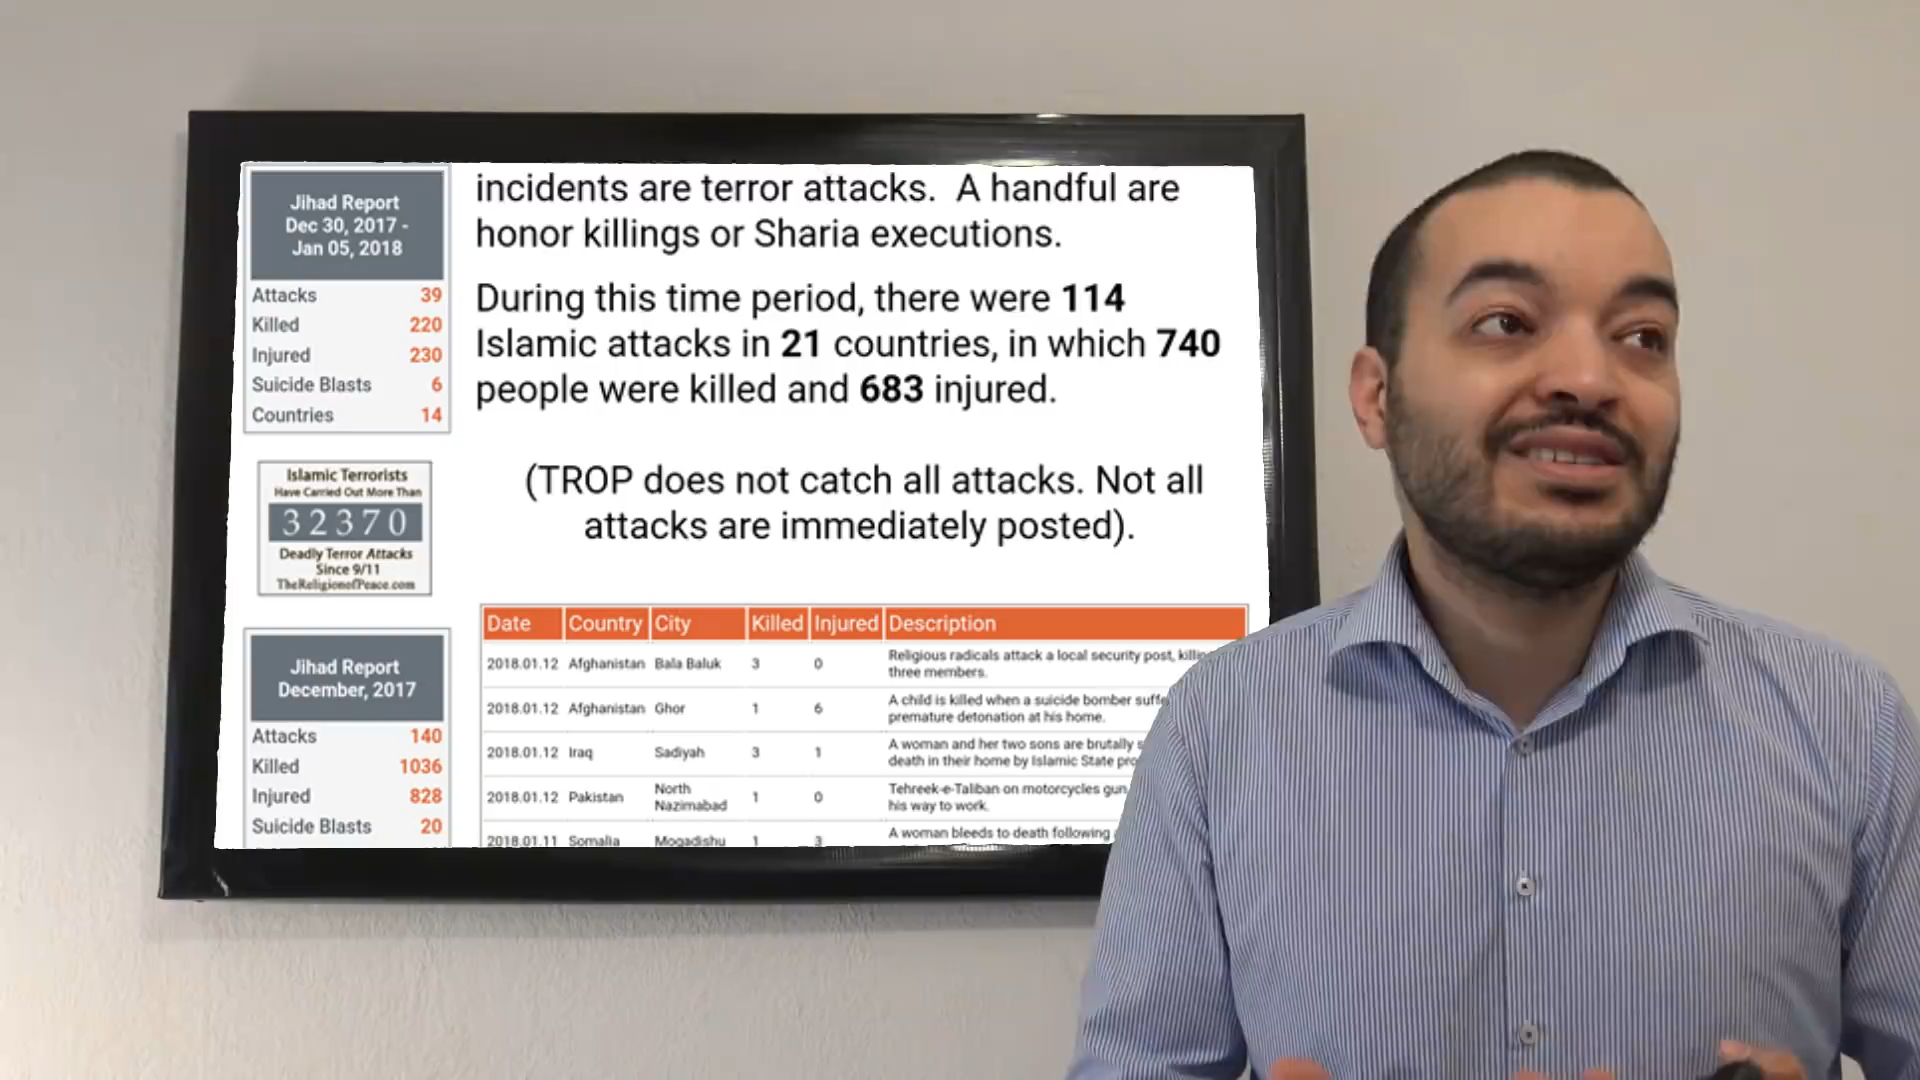 Jihad Report
Dec 30, 2017 -
Jan 05, 2018
Attacks 39
Killed 220
Injured 230
Suicide Blasts 6
Countries 14
Islamic Terrorists
Have Carried Out More Than
32370
Deadly Terror Attacks
Since 9/11
TheReligionofPeace.com
Jihad Report
December, 2017
Attacks 140
Killed 1036
Injured 828
Suicide Blasts 20
incidents are terror attacks. A handful are
honor killings or Sharia executions.
During this time period, there were 114
Islamic attacks in 21 countries, in which 740
people were killed and 683 injured.
(TROP does not catch all attacks. Not all
attacks are immediately posted).
Date Country City Killed Injured Description
2018.01.12 Afghanistan Bala Baluk 3 0 Religious radicals attack a local security post,
three members.
2018.01.12 Afghanistan Ghor 1 6 A child is killed when a suicide bomber
premature detonation at his home.
2018.01.12 Iraq Sadiyah 3 1 A woman and her two sons are brutally
death in their home by Islamic State
2018.01.12 Pakistan North
Nazimabad 1 0 Tehreek-e-Taliban on motorcycles gun
his way to work.
2018.01.11 Somalia Mogadishu 1 3 A woman bleeds to death following